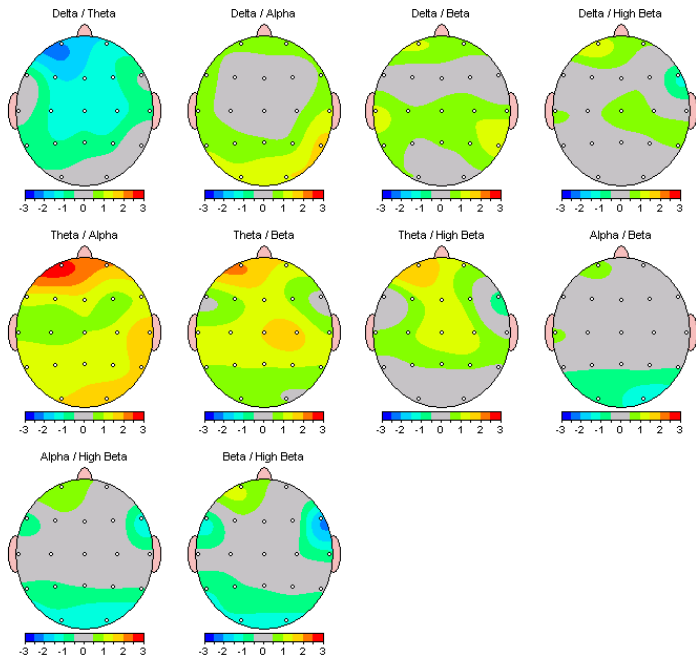 Delta / Theta
Delta / Alpha
Delta / Beta
Delta / High Beta
-3 -2 -1 0 1 2 3
-3 -2 -1 0 1 2 3
-3 -2 -1 0 1 2 3
-3 -2 -1 0 1 2 3
Theta / Alpha
Theta / Beta
Theta / High Beta
Alpha / Beta
-3 -2 -1 0 1 2 3
-3 -2 -1 0 1 2 3
-3 -2 -1 0 1 2 3
-3 -2 -1 0 1 2 3
Alpha / High Beta
Beta / High Beta
-3 -2 -1 0 1 2 3
-3 -2 -1 0 1 2 3